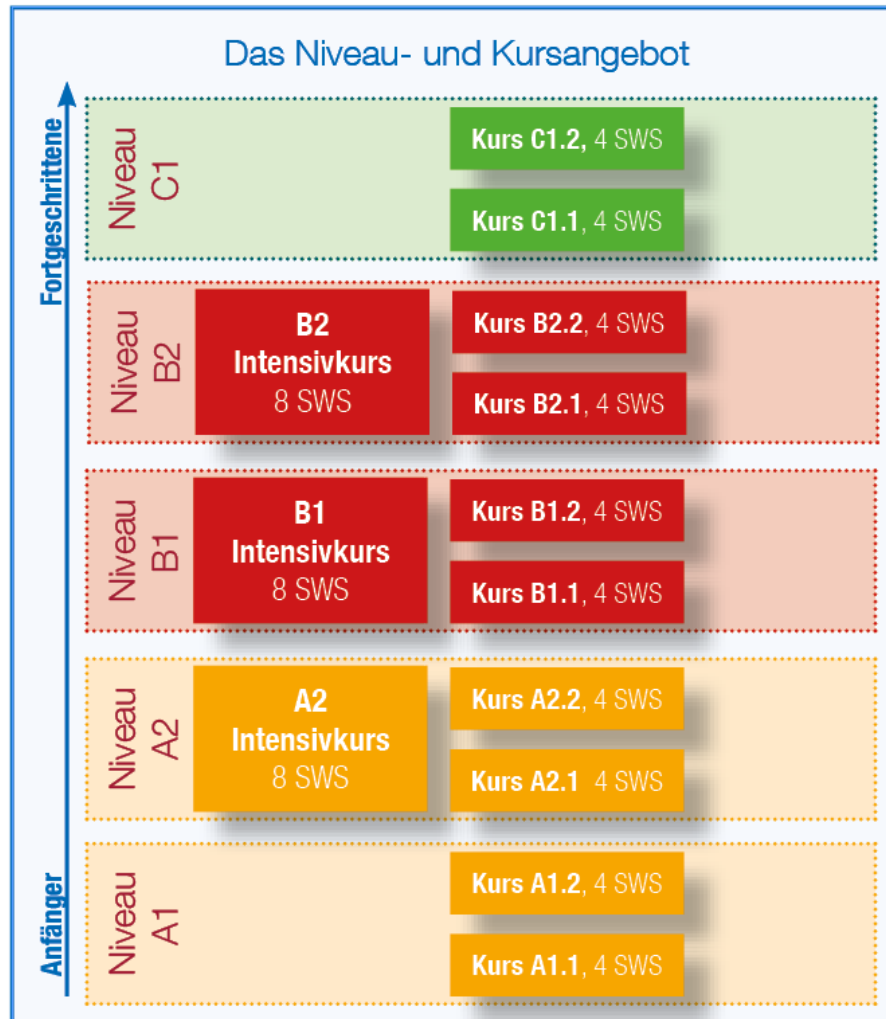 Das Niveau- und Kursangebot
Fortgeschrittene
Niveau
C1
Kurs C1.2, 4 SWS
Kurs C1.1, 4 SWS
Niveau
B2
B2
Intensivkurs
8 SWS
Kurs B2.2, 4 SWS
Kurs B2.1, 4 SWS
Niveau
B1
B1
Intensivkurs
8 SWS
Kurs B1.2, 4 SWS
Kurs B1.1, 4 SWS
Niveau
A2
A2
Intensivkurs
8 SWS
Kurs A2.2, 4 SWS
Kurs A2.1 4 SWS
Anfänger
Niveau
A1
Kurs A1.2, 4 SWS
Kurs A1.1, 4 SWS